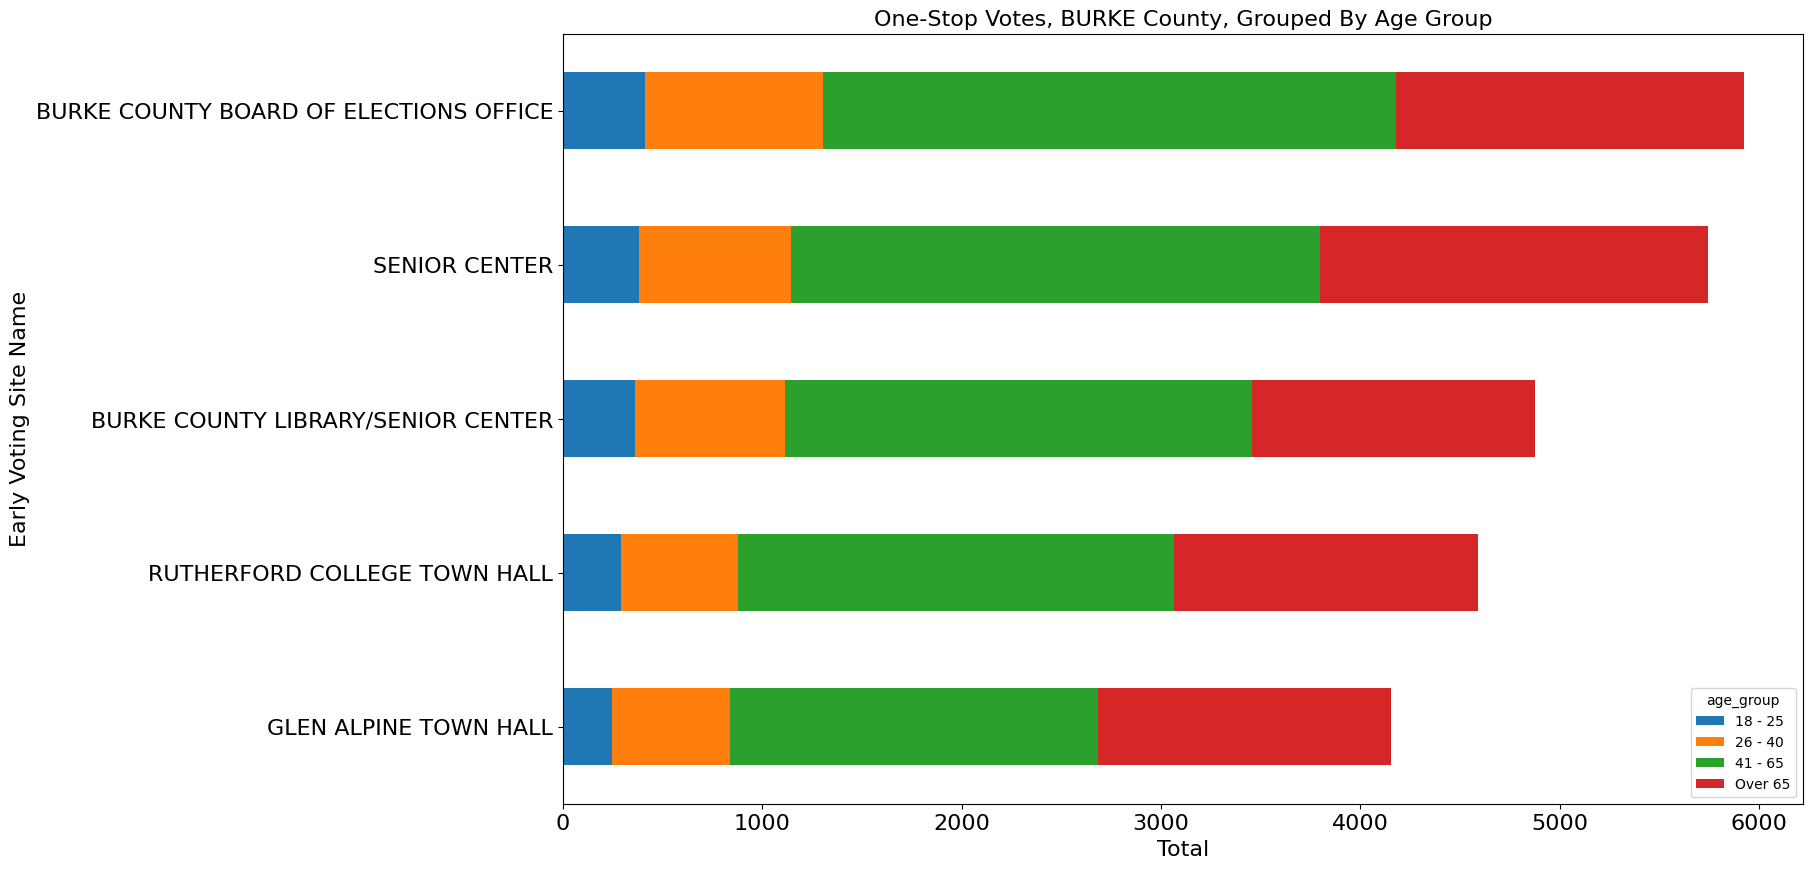 One-Stop Votes, BURKE County, Grouped By Age Group
Early Voting Site Name
BURKE COUNTY BOARD OF ELECTIONS OFFICE
SENIOR CENTER
BURKE COUNTY LIBRARY/SENIOR CENTER
RUTHERFORD COLLEGE TOWN HALL
GLEN ALPINE TOWN HALL
age_group
18 - 25
26 - 40
41 - 65
Over 65
0 1000 2000 3000 4000 5000 6000
Total